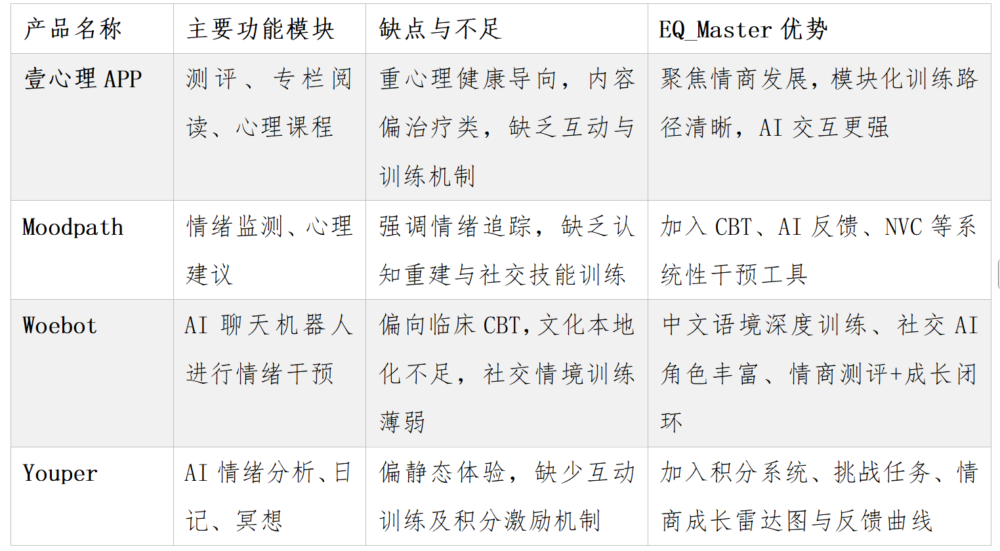 产品名称
主要功能模块
缺点与不足
EQ_Master 优势
壹心理 APP
测评、专栏阅
读、心理课程
重心理健康导向，内容
偏治疗类，缺乏互动与
训练机制
聚焦情商发展，模块化训练路
径清晰，AI 交互更强
Moodpath
情绪监测、心理
建议
强调情绪追踪，缺乏认
知重建与社交技能训练
加入 CBT、AI 反馈、NVC 等系
统性干预工具
Woebot
AI 聊天机器人
进行情绪干预
偏向临床 CBT，文化本地
化不足，社交情境训练
薄弱
中文语境深度训练、社交 AI
角色丰富、情商测评+成长闭
环
Youper
AI 情绪分析、日
记、冥想
偏静态体验，缺少互动
训练及积分激励机制
加入积分系统、挑战任务、情
商成长雷达图与反馈曲线